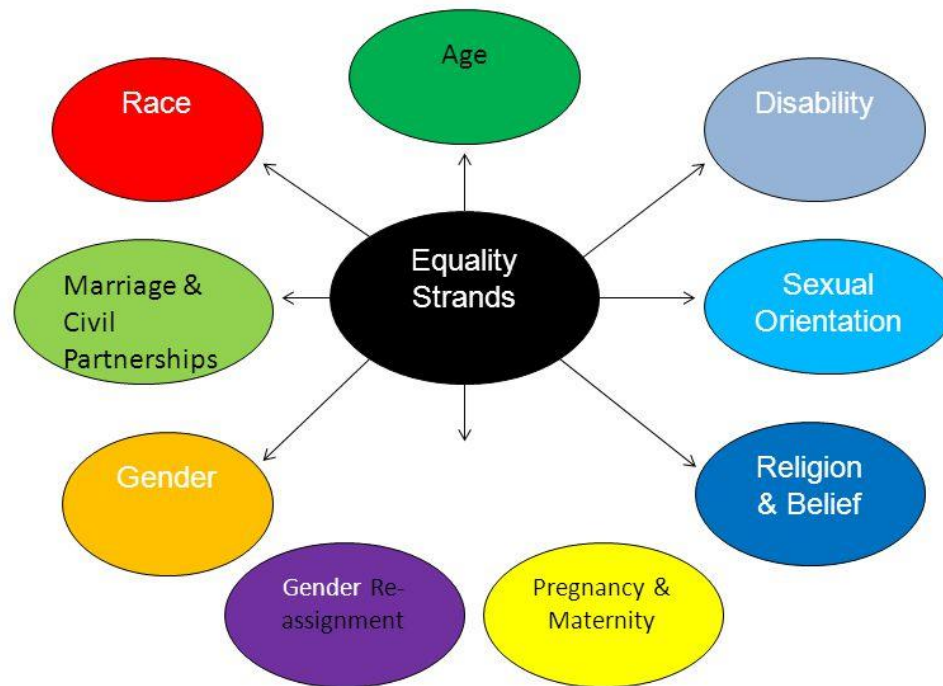 Age
Race
Disability
Equality
Strands
Marriage &
Civil
Partnerships
Sexual
Orientation
Gender
Religion
& Belief
Gender Re-
assignment
Pregnancy &
Maternity